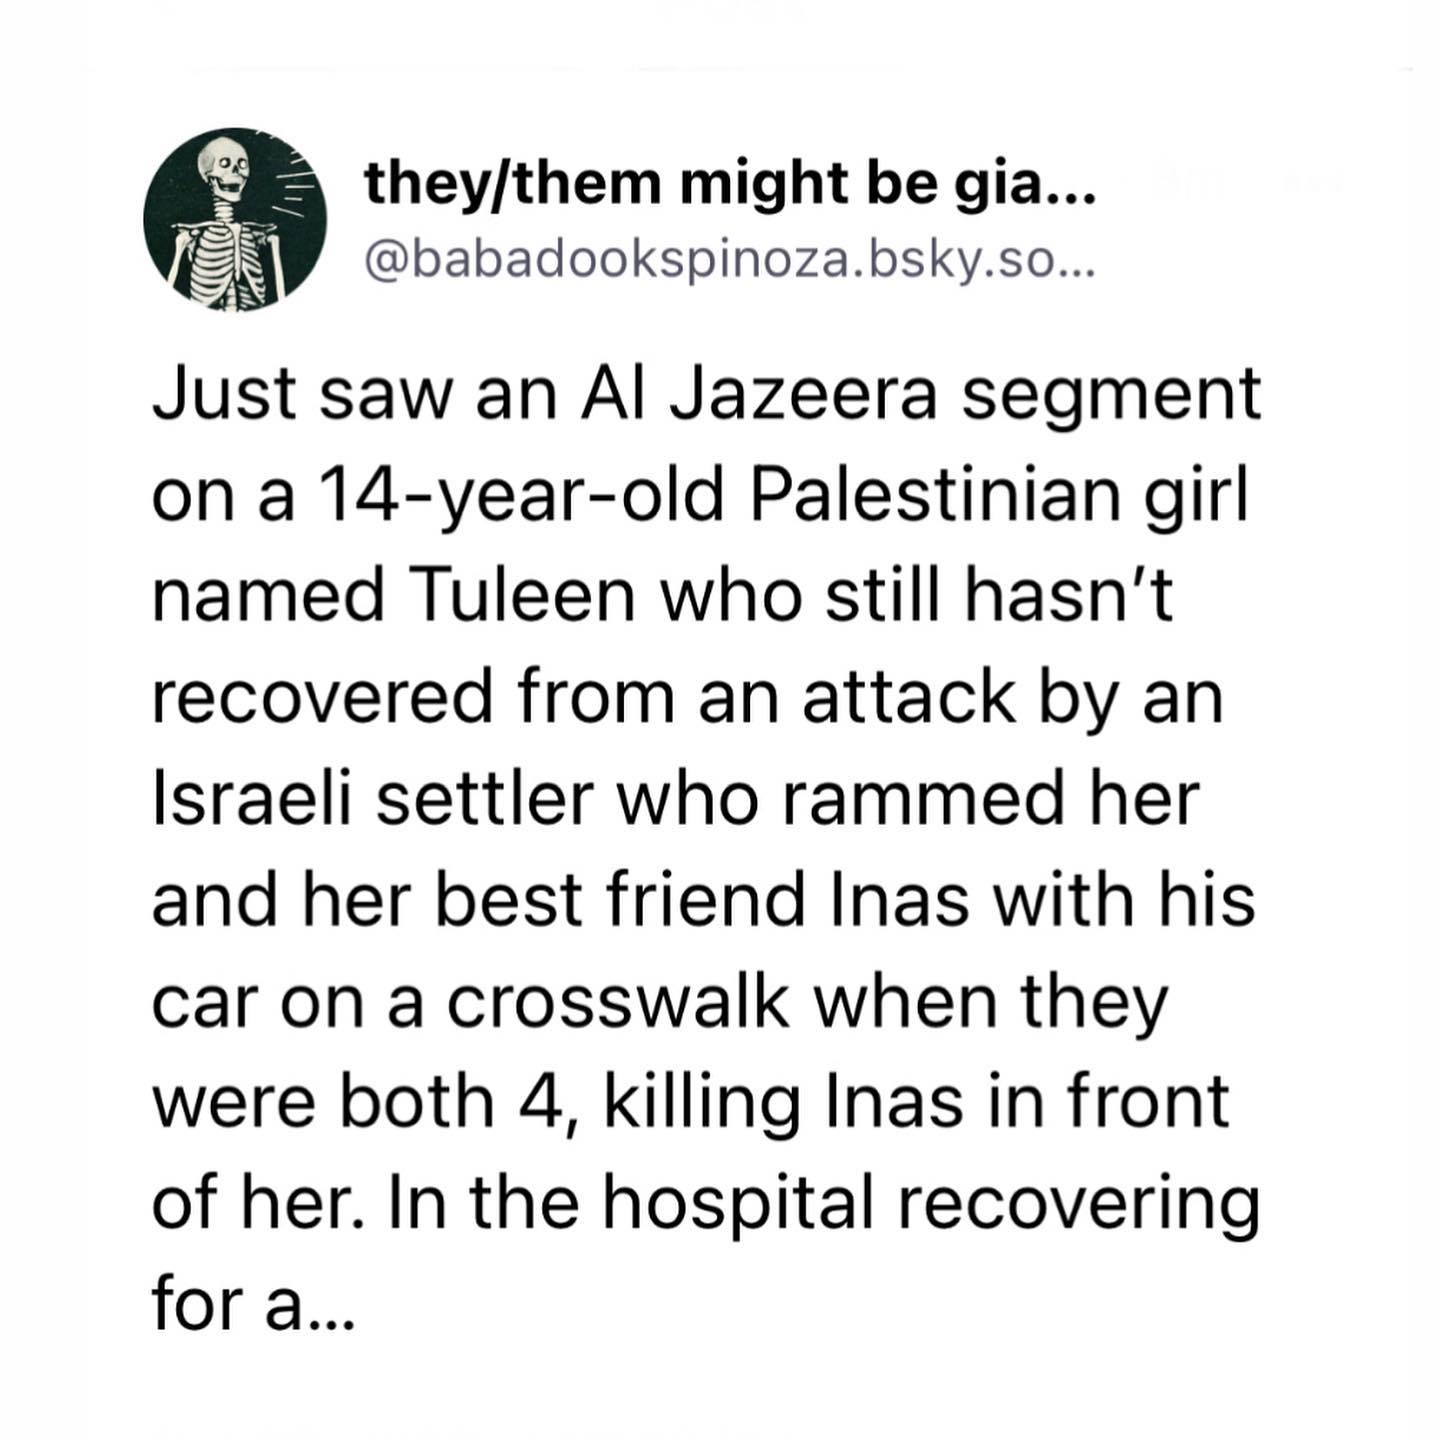 they/them might be gia...
@babadookspinoza.bsky.so...
Just saw an Al Jazeera segment
on a 14-year-old Palestinian girl
named Tuleen who still hasn’t
recovered from an attack by an
Israeli settler who rammed her
and her best friend Inas with his
car on a crosswalk when they
were both 4, killing Inas in front
of her. In the hospital recovering
for a...